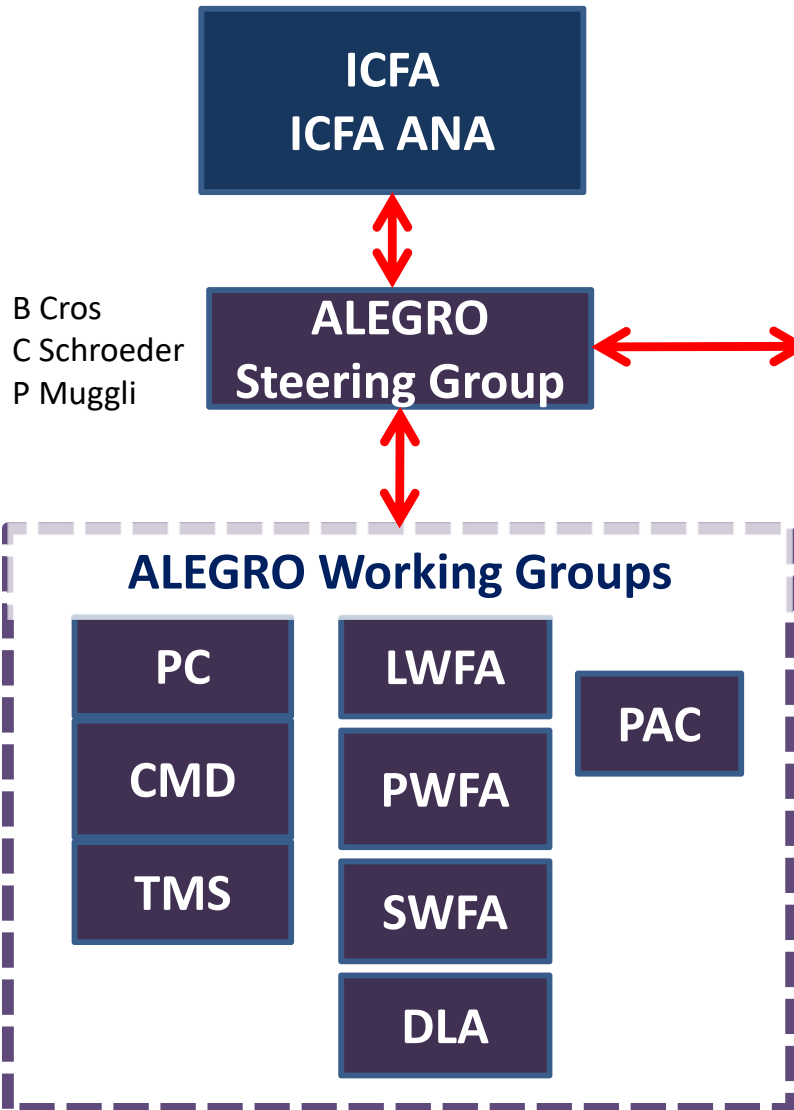 ICFA
ICFA ANA
B Cros
C Schroeder
P Muggli
ALEGRO
Steering Group
ALEGRO Working Groups
PC
CMD
TMS
LWFA
PWFA
SWFA
DLA
PAC